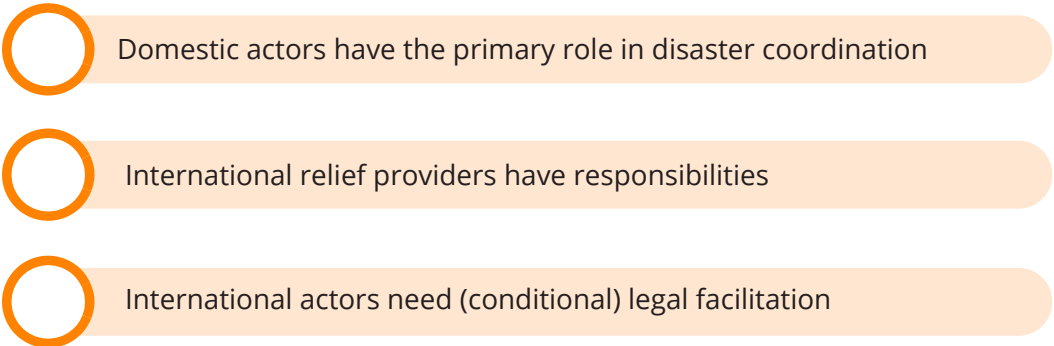 Domestic actors have the primary role in disaster coordination
International relief providers have responsibilities
International actors need (conditional) legal facilitation